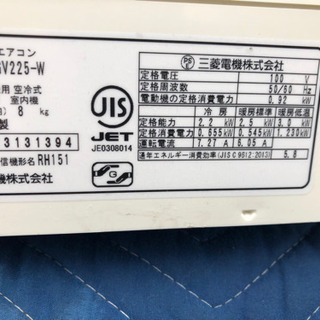 エアコン
GV225-W
用 空冷式
室内機
8 kg
製
3131394
信機形名 RH151
機株式会社
JIS
JET
JE0308014
PSE
三菱電機株式会社
定格電圧 100 V
定格周波数 50/60 Hz
電動機の定格消費電力 0.92 kW
冷房 暖房標準 暖房低温
定格能力 2.2 kW 2.5 kW 3.0 kW
定格消費電力 0.655 kW 0.545 kW 1.230 kW
運転電流 7.27 A 6.05 A
通年エネルギー消費効率(JIS C 9612:2013) 5.8